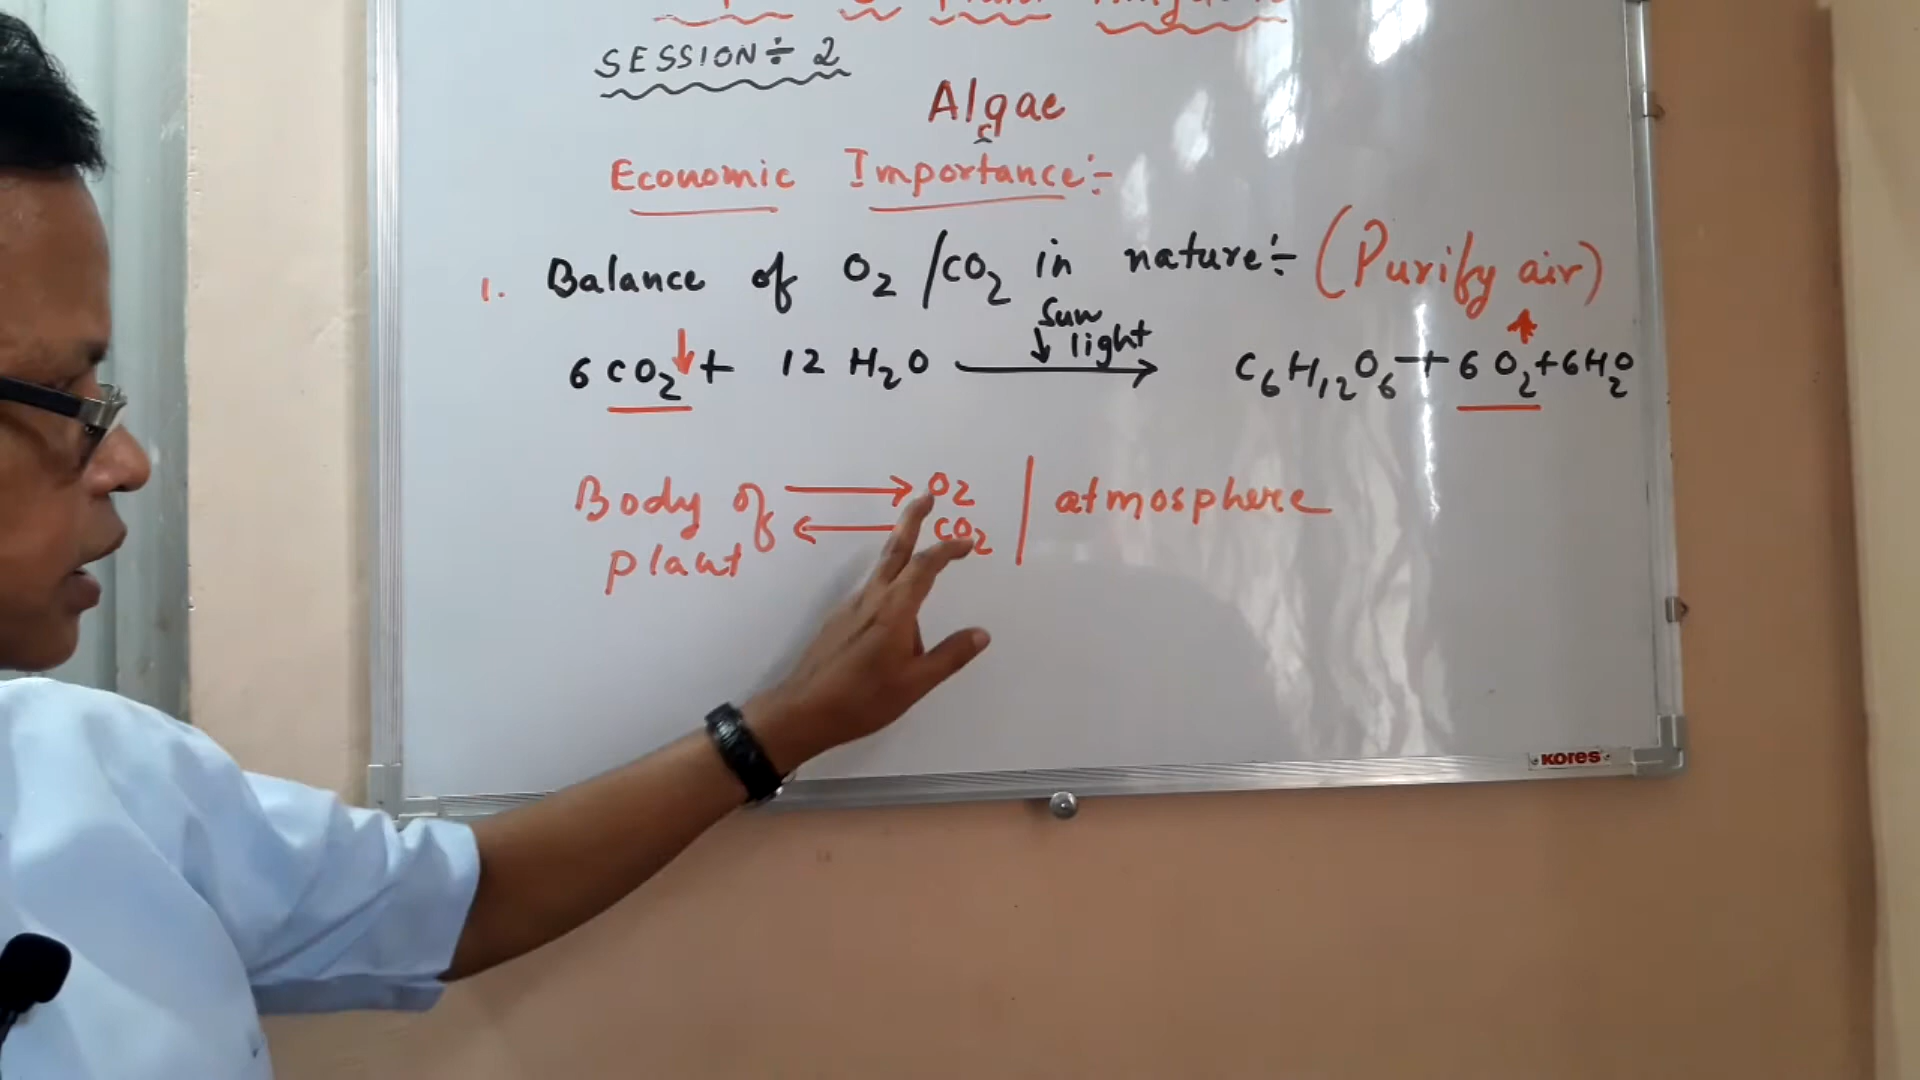 SESSION÷ 2
Algae
Economic Importance:-
1. Balance of O2 /CO2 in nature÷ (Purify air)
Sun
light
6 CO2 + 12 H2O → C6H12O6 + 6 O2 + 6H2O
Body of → O2 | atmosphere
plant ← CO2
KORES